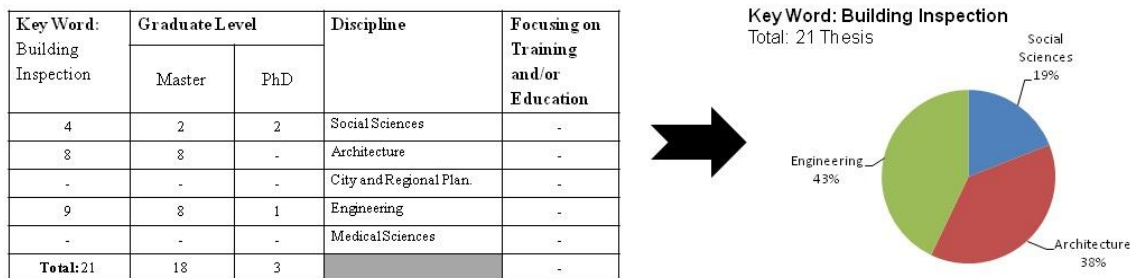 Key Word: Graduate Level Discipline Focusing on
Building Training
Inspection Master PhD and/or
Education
4 2 2 Social Sciences -
8 8 - Architecture -
- - - City and Regional Plan. -
9 8 1 Engineering -
- - - Medical Sciences -
Total:21 18 3 -
Key Word: Building Inspection
Total: 21 Thesis
Social
Sciences
19%
Engineering
43%
Architecture
38%